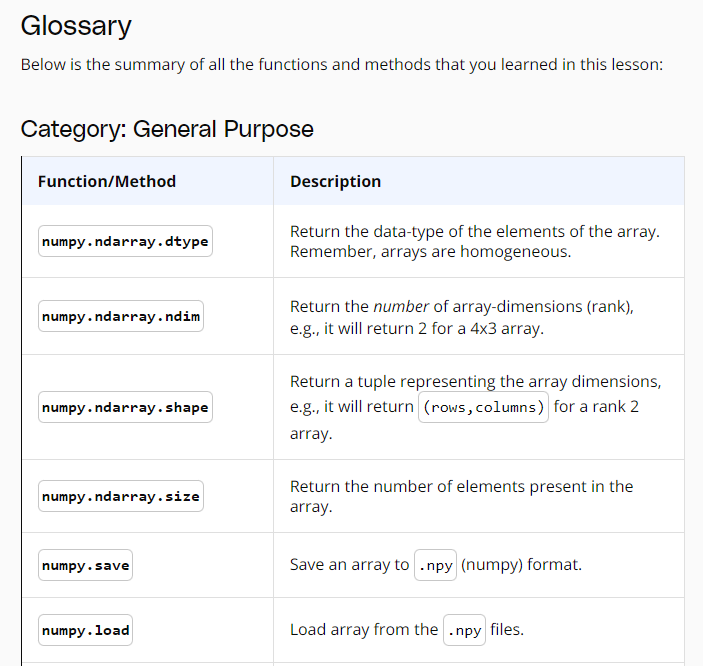 Glossary
Below is the summary of all the functions and methods that you learned in this lesson:
Category: General Purpose
Function/Method Description
numpy.ndarray.dtype Return the data-type of the elements of the array.
Remember, arrays are homogeneous.
numpy.ndarray.ndim Return the number of array-dimensions (rank),
e.g., it will return 2 for a 4x3 array.
numpy.ndarray.shape Return a tuple representing the array dimensions,
e.g., it will return (rows,columns) for a rank 2
array.
numpy.ndarray.size Return the number of elements present in the
array.
numpy.save Save an array to .npy (numpy) format.
numpy.load Load array from the .npy files.